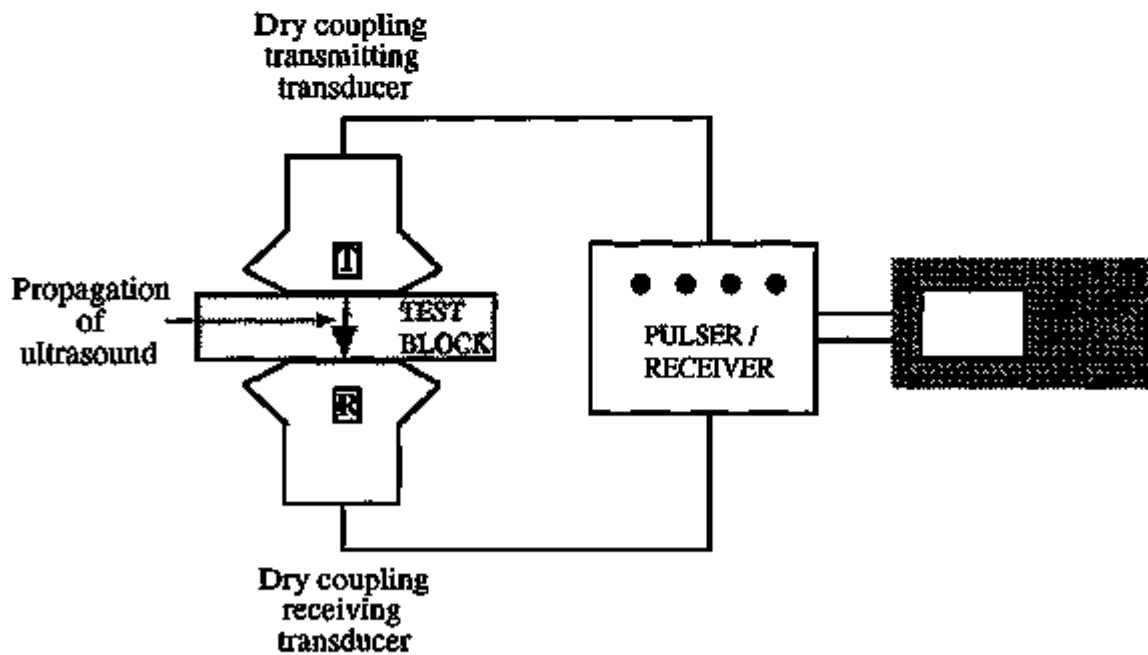 Dry coupling
transmitting
transducer
T
Propagation
of
ultrasound
TEST
BLOCK
PULSER /
RECEIVER
R
Dry coupling
receiving
transducer